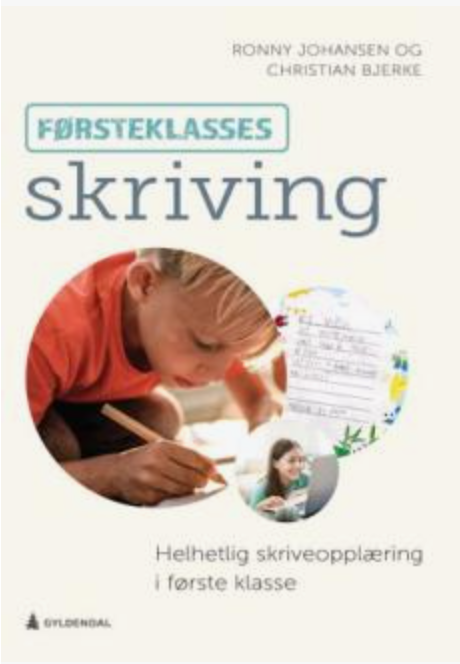 RONNY JOHANSEN OG
CHRISTIAN BJERKE
FØRSTEKLASSES
skriving
Helhetlig skriveopplæring
i første klasse
GYLDENDAL